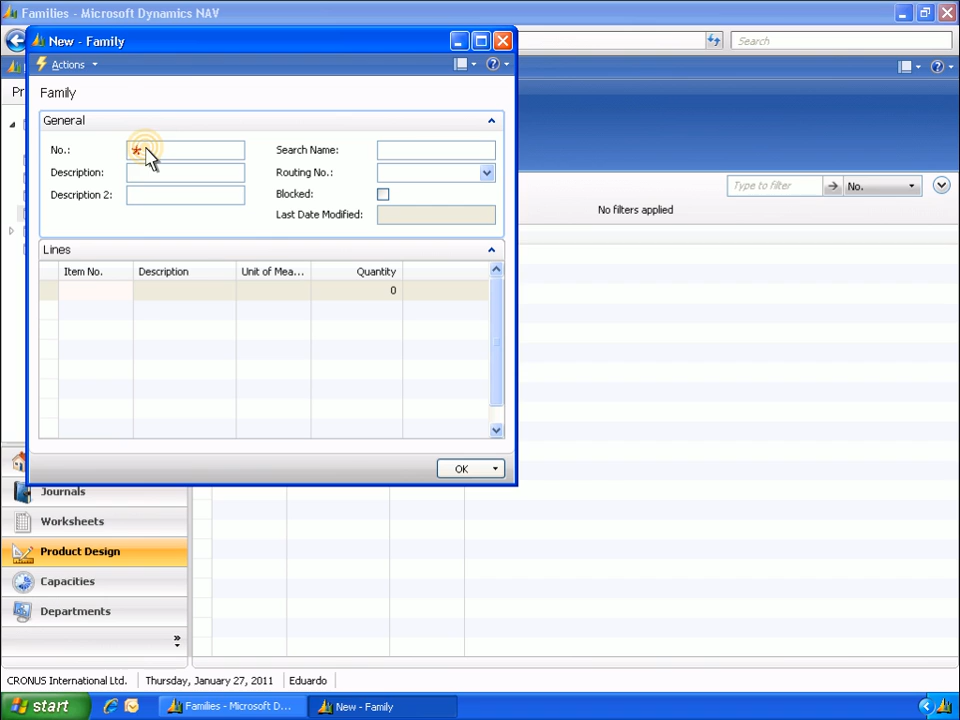 Families - Microsoft Dynamics NAV
Search
New - Family
Actions
Pr
Family
General
No.: *
Search Name:
Description:
Routing No.:
Description 2:
Blocked:
Last Date Modified:
Type to filter
No.
No filters applied
Lines
Item No. Description Unit of Mea... Quantity
0
OK
Journals
Worksheets
Product Design
Capacities
Departments
CRONUS International Ltd. Thursday, January 27, 2011 Eduardo
start
Families - Microsoft D...
New - Family